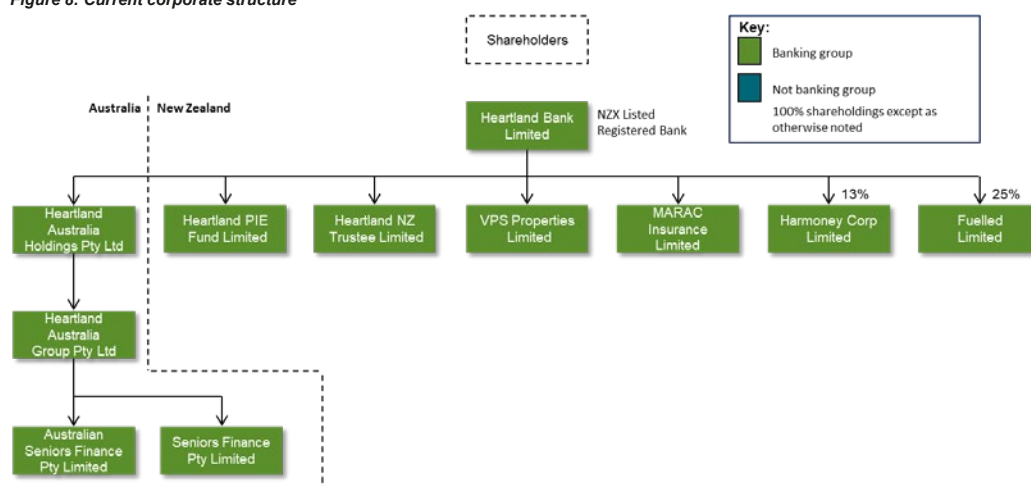 Figure 8: Current corporate structure
Shareholders
Key:
Banking group
Not banking group
100% shareholdings except as
otherwise noted
Australia
New Zealand
Heartland Bank
Limited
NZX Listed
Registered Bank
13%
25%
Heartland
Australia
Holdings Pty Ltd
Heartland PIE
Fund Limited
Heartland NZ
Trustee Limited
VPS Properties
Limited
MARAC
Insurance
Limited
Harmoney Corp
Limited
Fuelled
Limited
Heartland
Australia
Group Pty Ltd
Australian
Seniors Finance
Pty Limited
Seniors Finance
Pty Limited